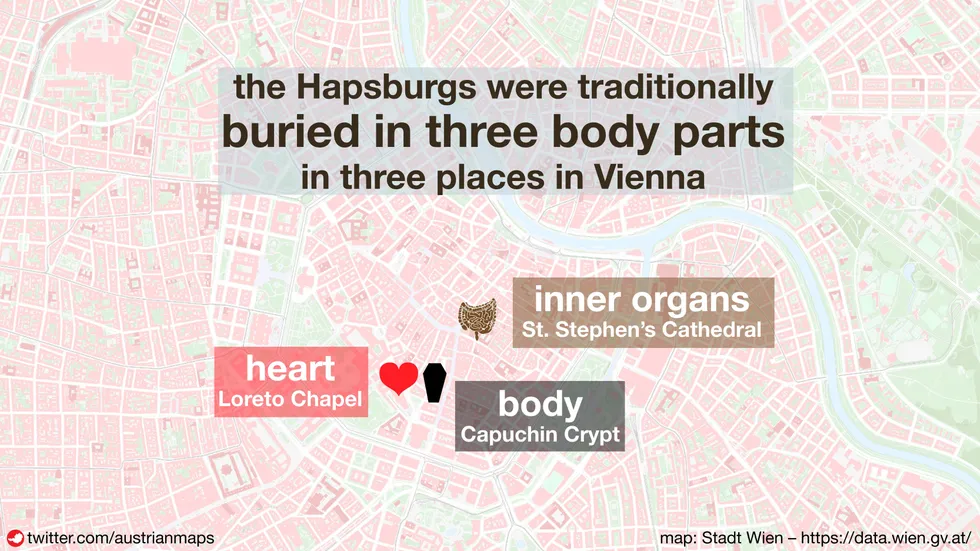 the Hapsburgs were traditionally
buried in three body parts
in three places in Vienna
inner organs
St. Stephen's Cathedral
heart
Loreto Chapel
body
Capuchin Crypt
twitter.com/austrianmaps
map: Stadt Wien – https://data.wien.gv.at/